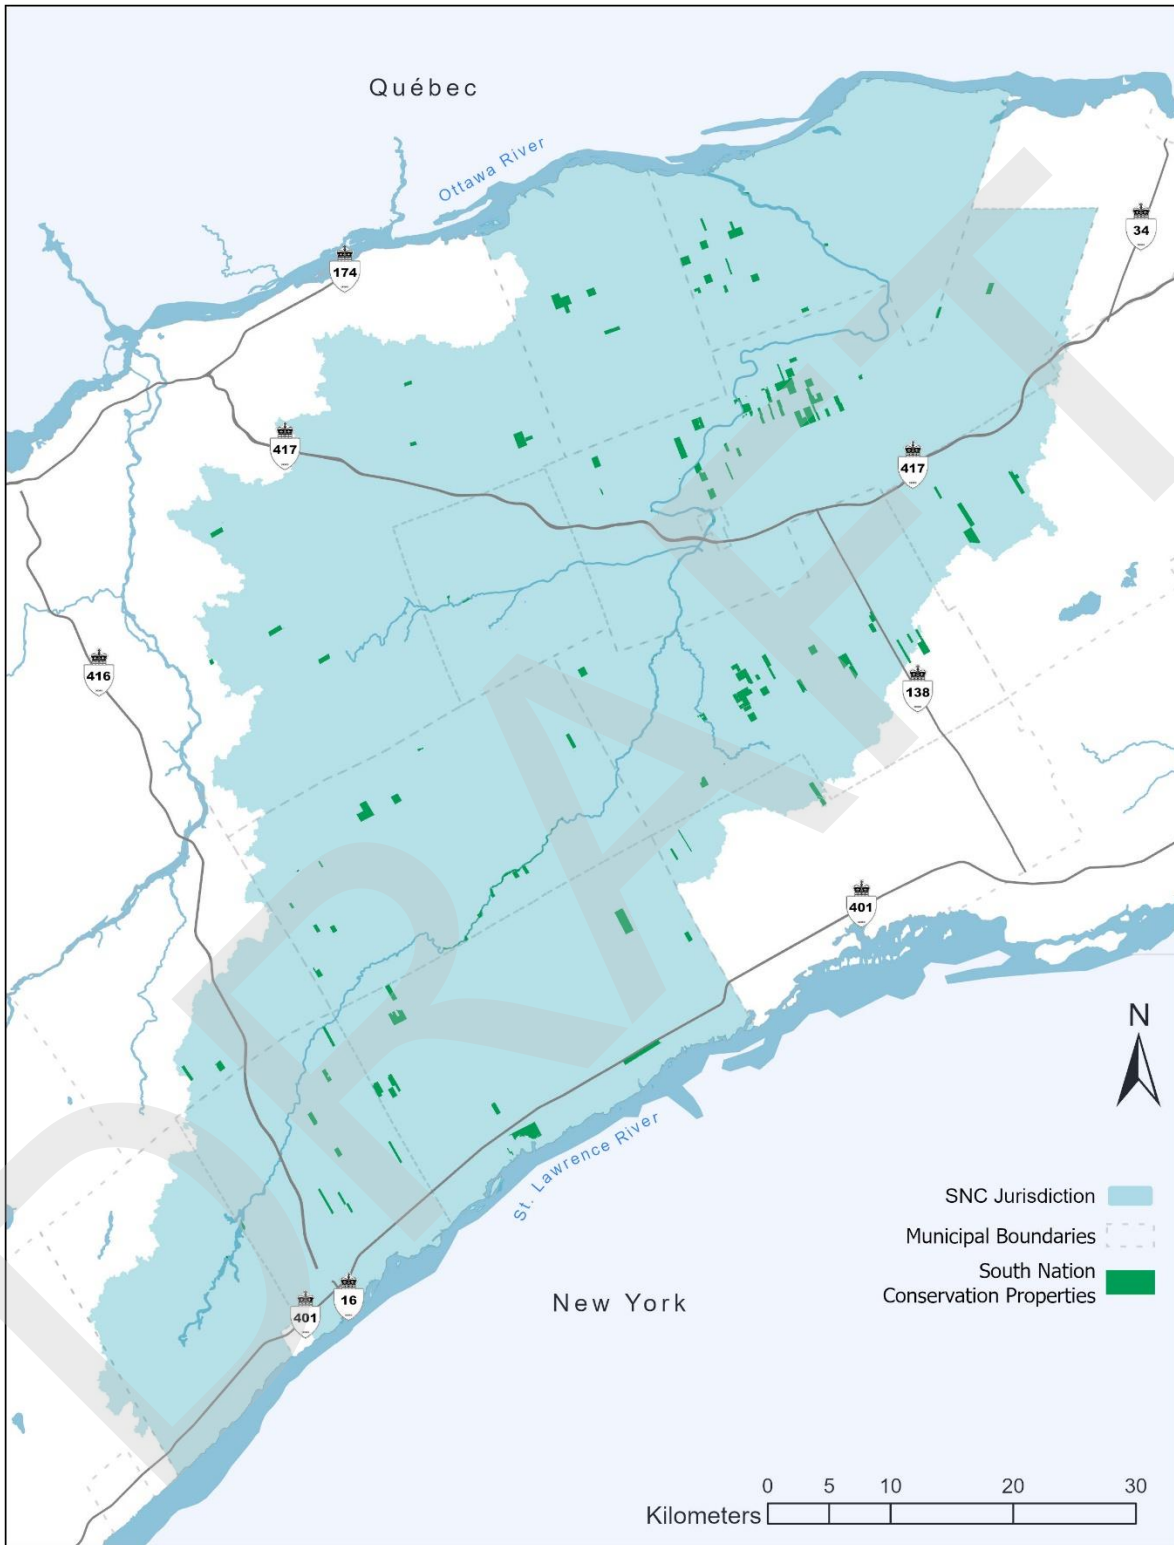 Québec
Ottawa River
34
174
417
417
416
138
401
N
St. Lawrence River
SNC Jurisdiction
Municipal Boundaries
South Nation
Conservation Properties
New York
16
401
0 5 10 20 30
Kilometers
DRAFT